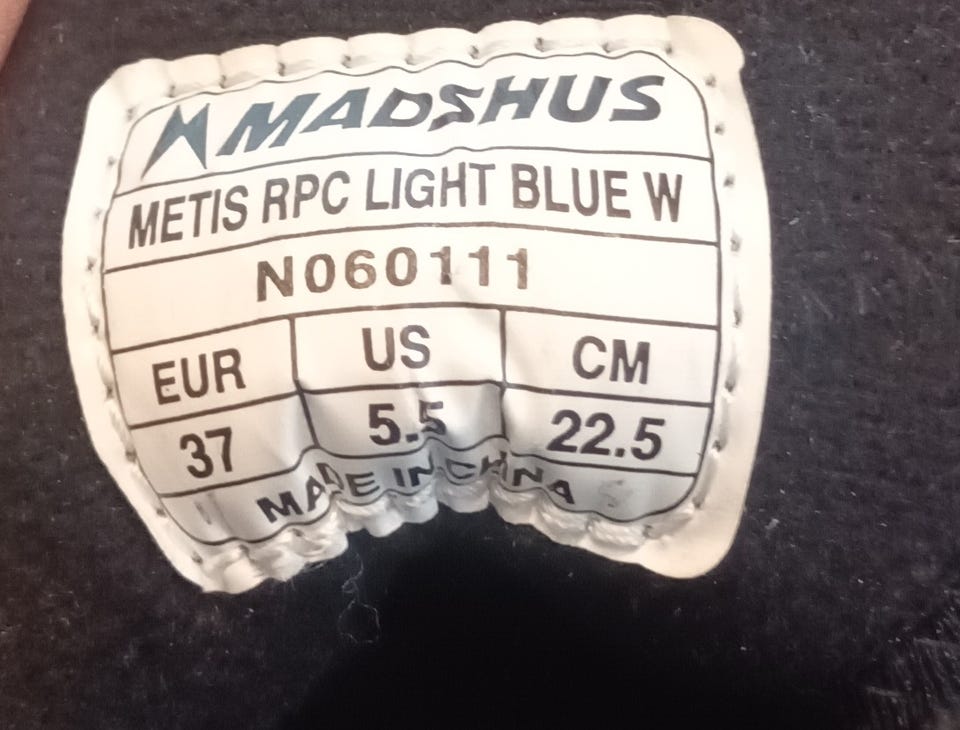 MADSHUS
METIS RPC LIGHT BLUE W
N060111
EUR US CM
37 5.5 22.5
MADE IN CHINA